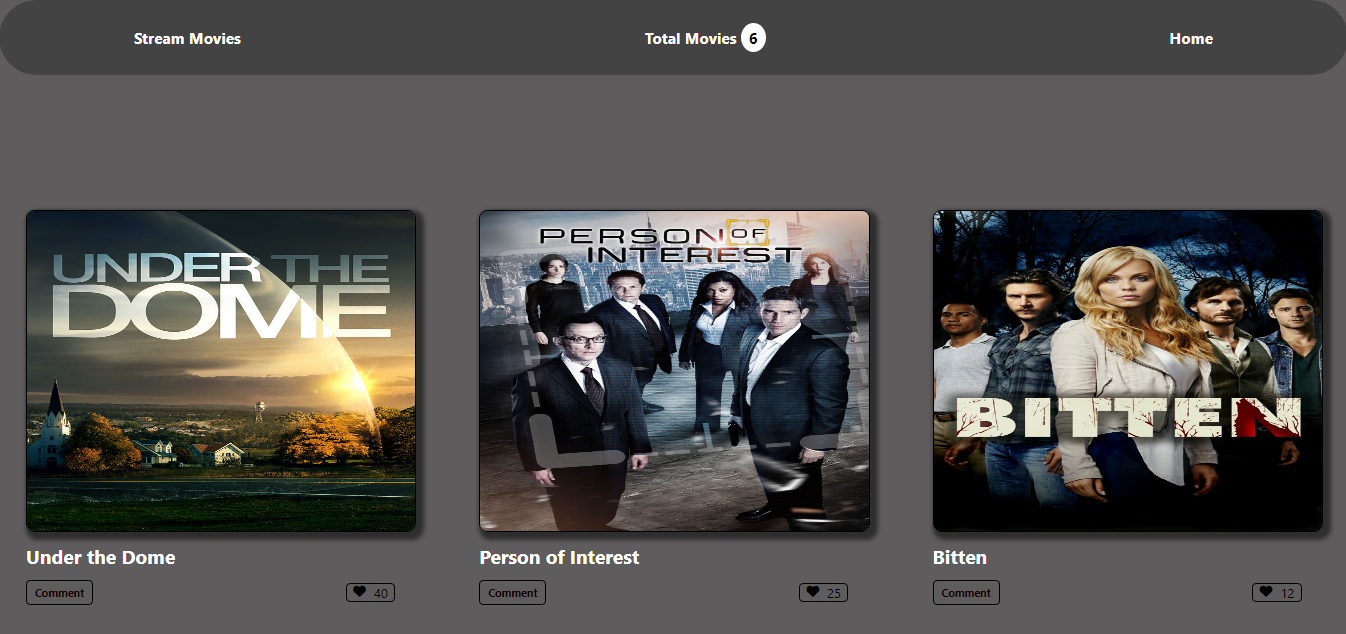 Stream Movies
Total Movies 6
Home
UNDER THE
DOME
PERSON OF
INTEREST
BITTEN
Under the Dome
Person of Interest
Bitten
Comment
40
Comment
25
Comment
12